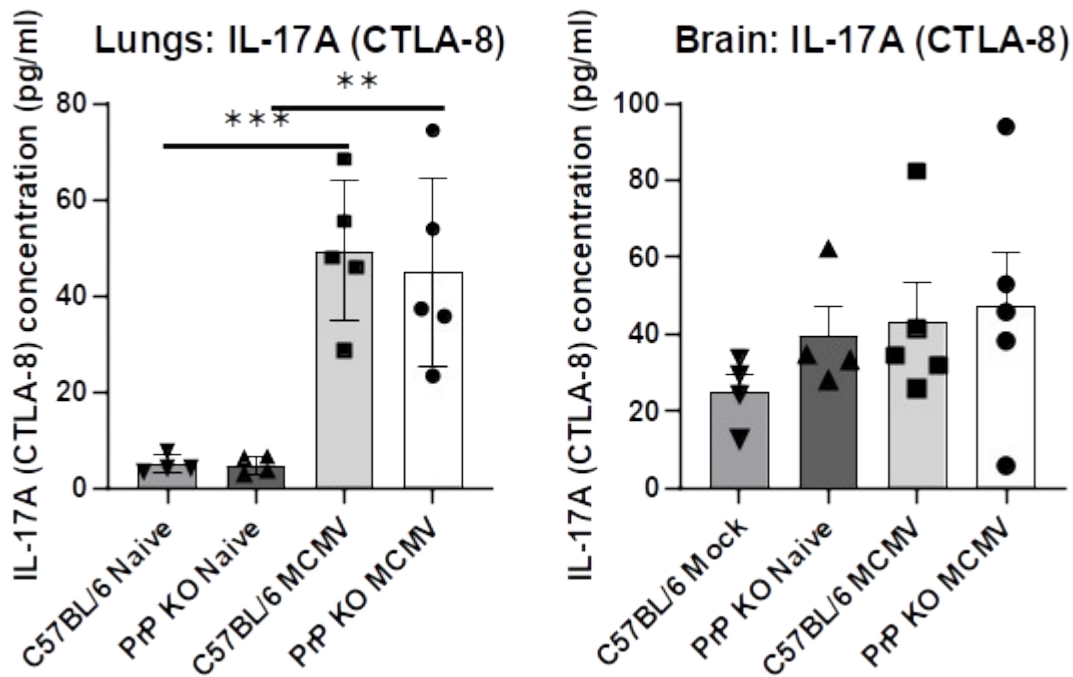 Lungs: IL-17A (CTLA-8)
IL-17A (CTLA-8) concentration (pg/ml)
80
60
40
20
0
***
**
C57BL/6 Naive
PrP KO Naive
C57BL/6 MCMV
PrP KO MCMV
Brain: IL-17A (CTLA-8)
IL-17A (CTLA-8) concentration (pg/ml)
100
80
60
40
20
0
C57BL/6 Mock
PrP KO Naive
C57BL/6 MCMV
PrP KO MCMV